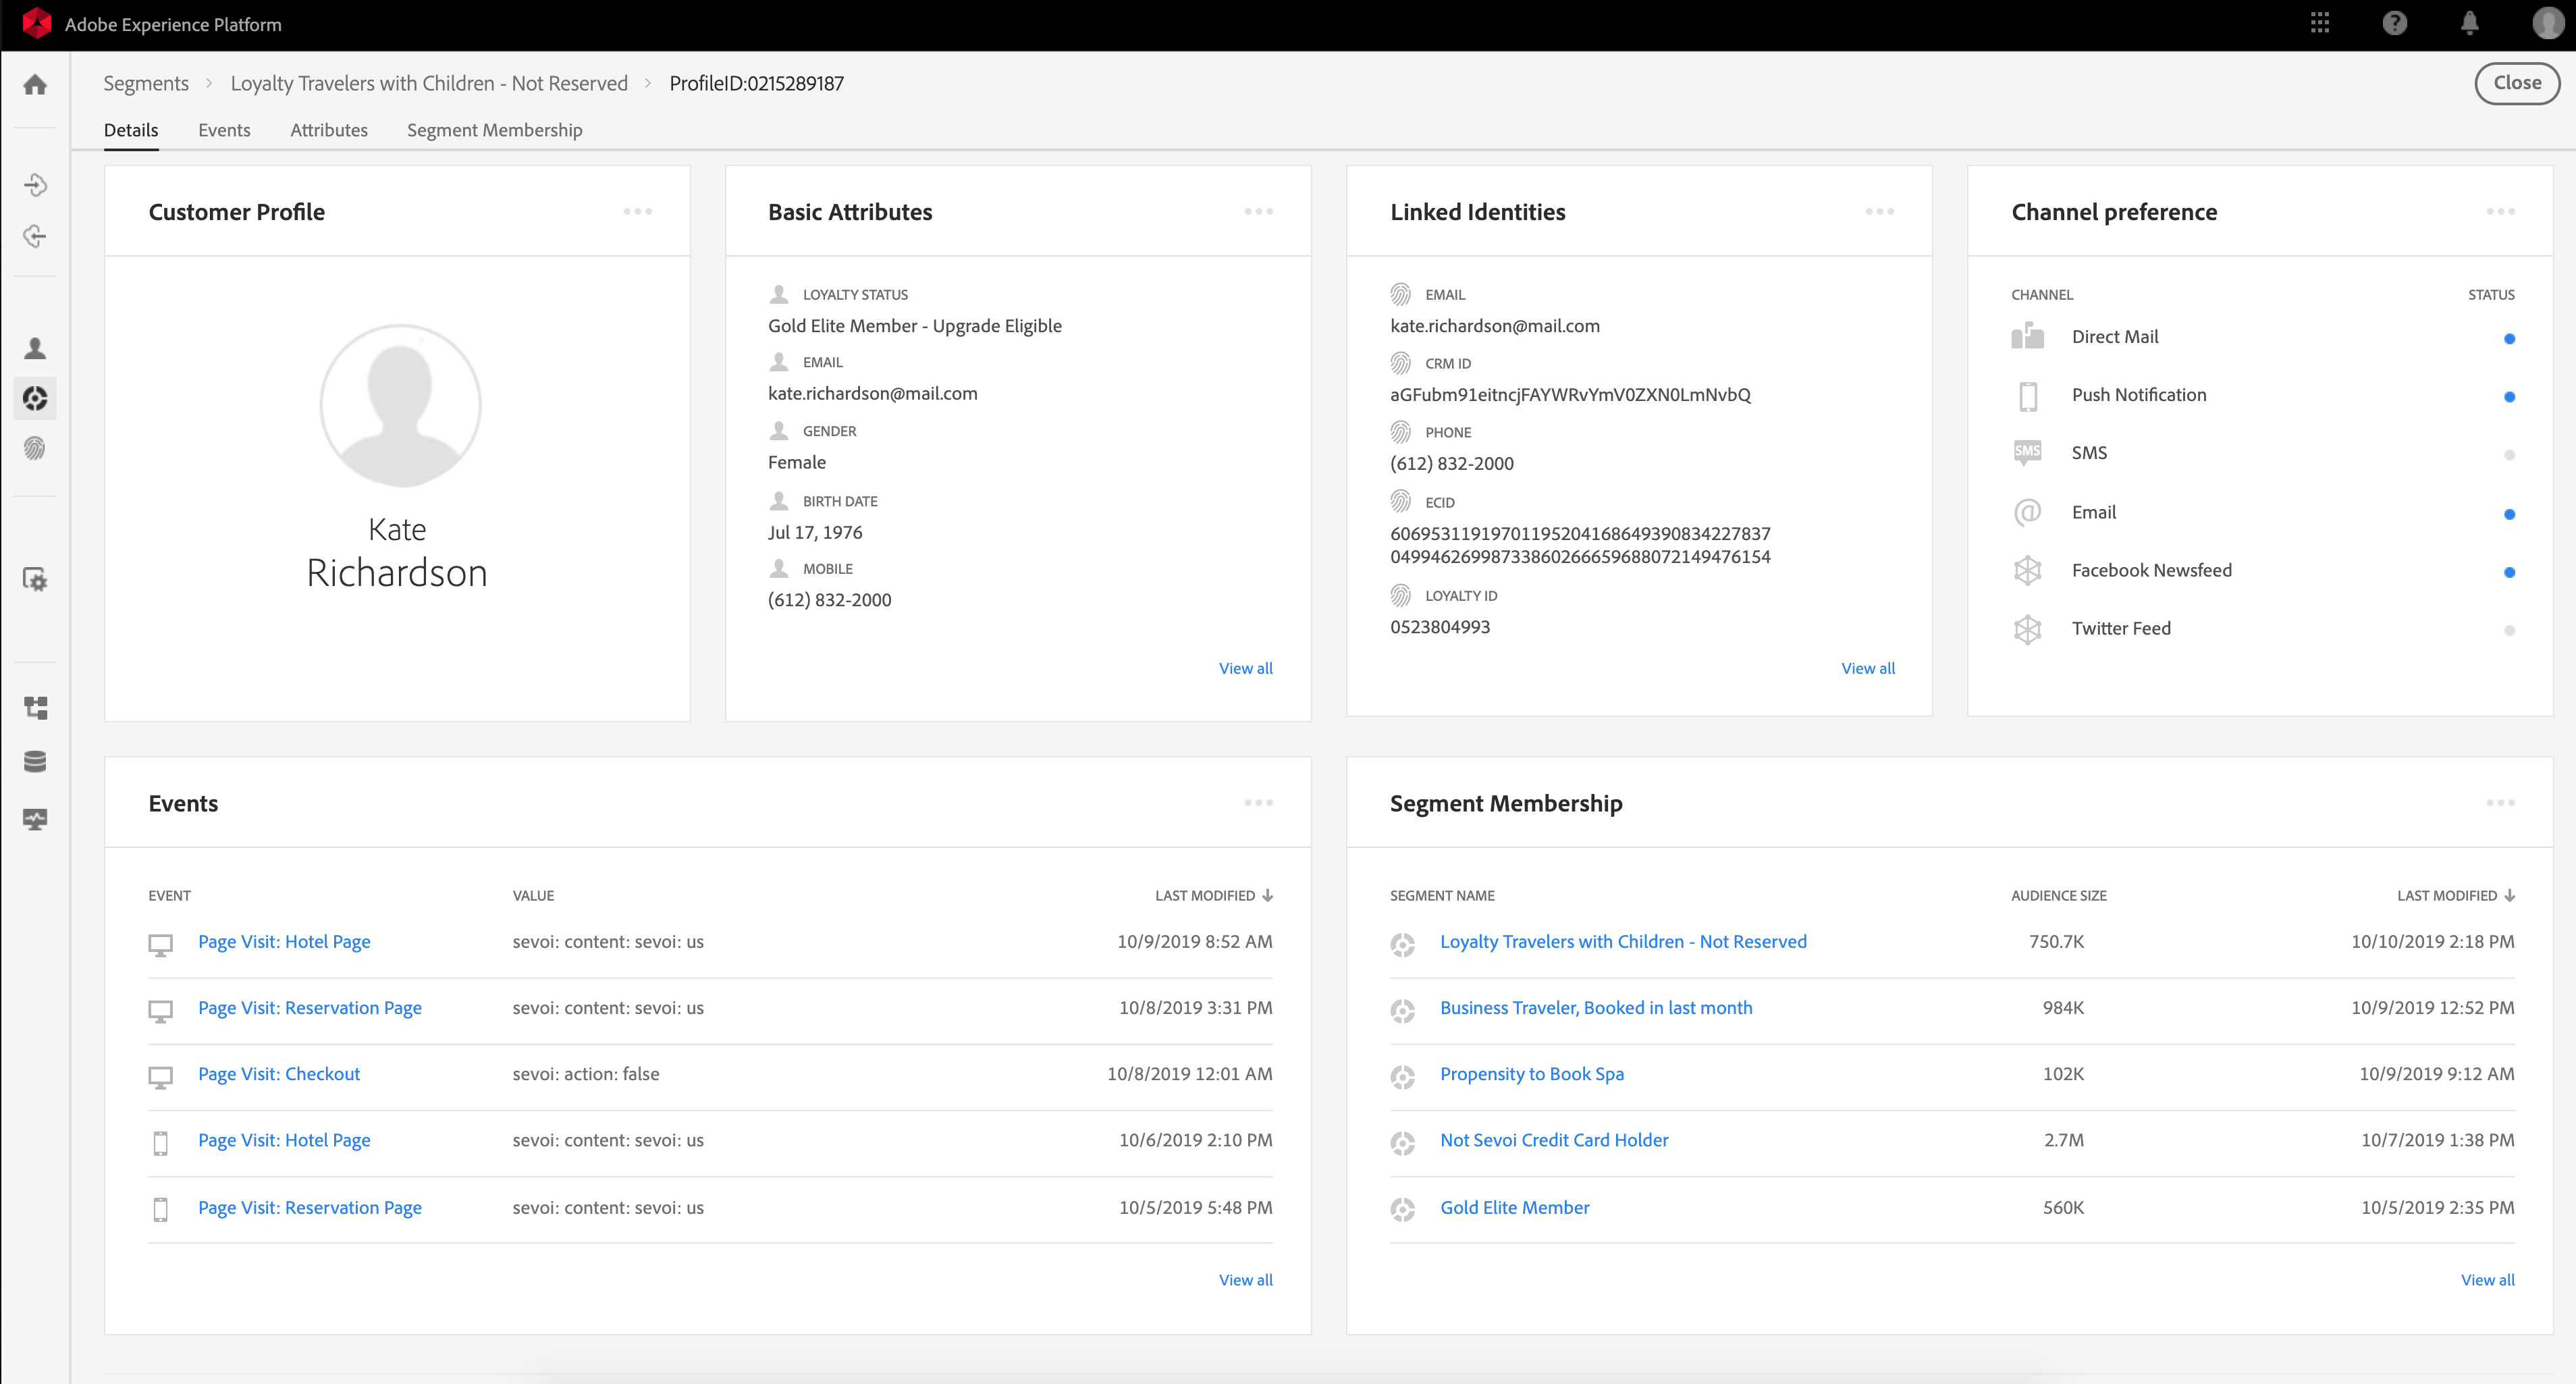 Adobe Experience Platform
Segments > Loyalty Travelers with Children - Not Reserved > ProfileID:0215289187
Close
Details Events Attributes Segment Membership
Customer Profile
Kate
Richardson
Basic Attributes
LOYALTY STATUS
Gold Elite Member - Upgrade Eligible
EMAIL
kate.richardson@mail.com
GENDER
Female
BIRTH DATE
Jul 17, 1976
MOBILE
(612) 832-2000
View all
Linked Identities
EMAIL
kate.richardson@mail.com
CRM ID
aGFubm91eitncjFAYWRvYmV0ZXN0LmNvbQ
PHONE
(612) 832-2000
ECID
60695311919701195204168649390834227837
04994626998733860266659688072149476154
LOYALTY ID
0523804993
View all
Channel preference
CHANNEL STATUS
Direct Mail
Push Notification
SMS SMS
Email
Facebook Newsfeed
Twitter Feed
Events
EVENT VALUE LAST MODIFIED
Page Visit: Hotel Page sevoi: content: sevoi: us 10/9/2019 8:52 AM
Page Visit: Reservation Page sevoi: content: sevoi: us 10/8/2019 3:31 PM
Page Visit: Checkout sevoi: action: false 10/8/2019 12:01 AM
Page Visit: Hotel Page sevoi: content: sevoi: us 10/6/2019 2:10 PM
Page Visit: Reservation Page sevoi: content: sevoi: us 10/5/2019 5:48 PM
View all
Segment Membership
SEGMENT NAME AUDIENCE SIZE LAST MODIFIED
Loyalty Travelers with Children - Not Reserved 750.7K 10/10/2019 2:18 PM
Business Traveler, Booked in last month 984K 10/9/2019 12:52 PM
Propensity to Book Spa 102K 10/9/2019 9:12 AM
Not Sevoi Credit Card Holder 2.7M 10/7/2019 1:38 PM
Gold Elite Member 560K 10/5/2019 2:35 PM
View all